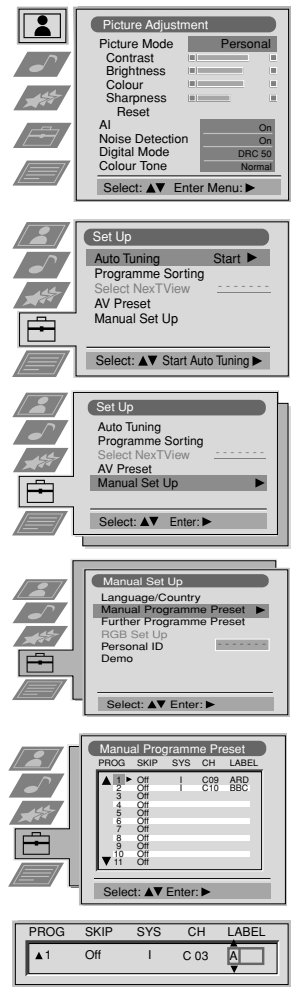 Picture Adjustment
Picture Mode Personal
Contrast
Brightness
Colour
Sharpness
Reset
AI On
Noise Detection On
Digital Mode DRC 50
Colour Tone Normal
Select: ▲▼ Enter Menu: ▶
Set Up
Auto Tuning Start ▶
Programme Sorting
Select NexTView - - - - - -
AV Preset
Manual Set Up
Select: ▲▼ Start Auto Tuning ▶
Set Up
Auto Tuning
Programme Sorting
Select NexTView - - - - - -
AV Preset
Manual Set Up ▶
Select: ▲▼ Enter: ▶
Manual Set Up
Language/Country
Manual Programme Preset ▶
Further Programme Preset
RGB Set Up
Personal ID - - - - - - -
Demo
Select: ▲▼ Enter: ▶
Manual Programme Preset
PROG SKIP SYS CH LABEL
▲ 1 ▶ Off I C09 ARD
2 Off I C10 BBC
3 Off
4 Off
5 Off
6 Off
7 Off
8 Off
9 Off
10 Off
▼ 11 Off
Select: ▲▼ Enter: ▶
PROG SKIP SYS CH LABEL
▲1 Off I C 03 A